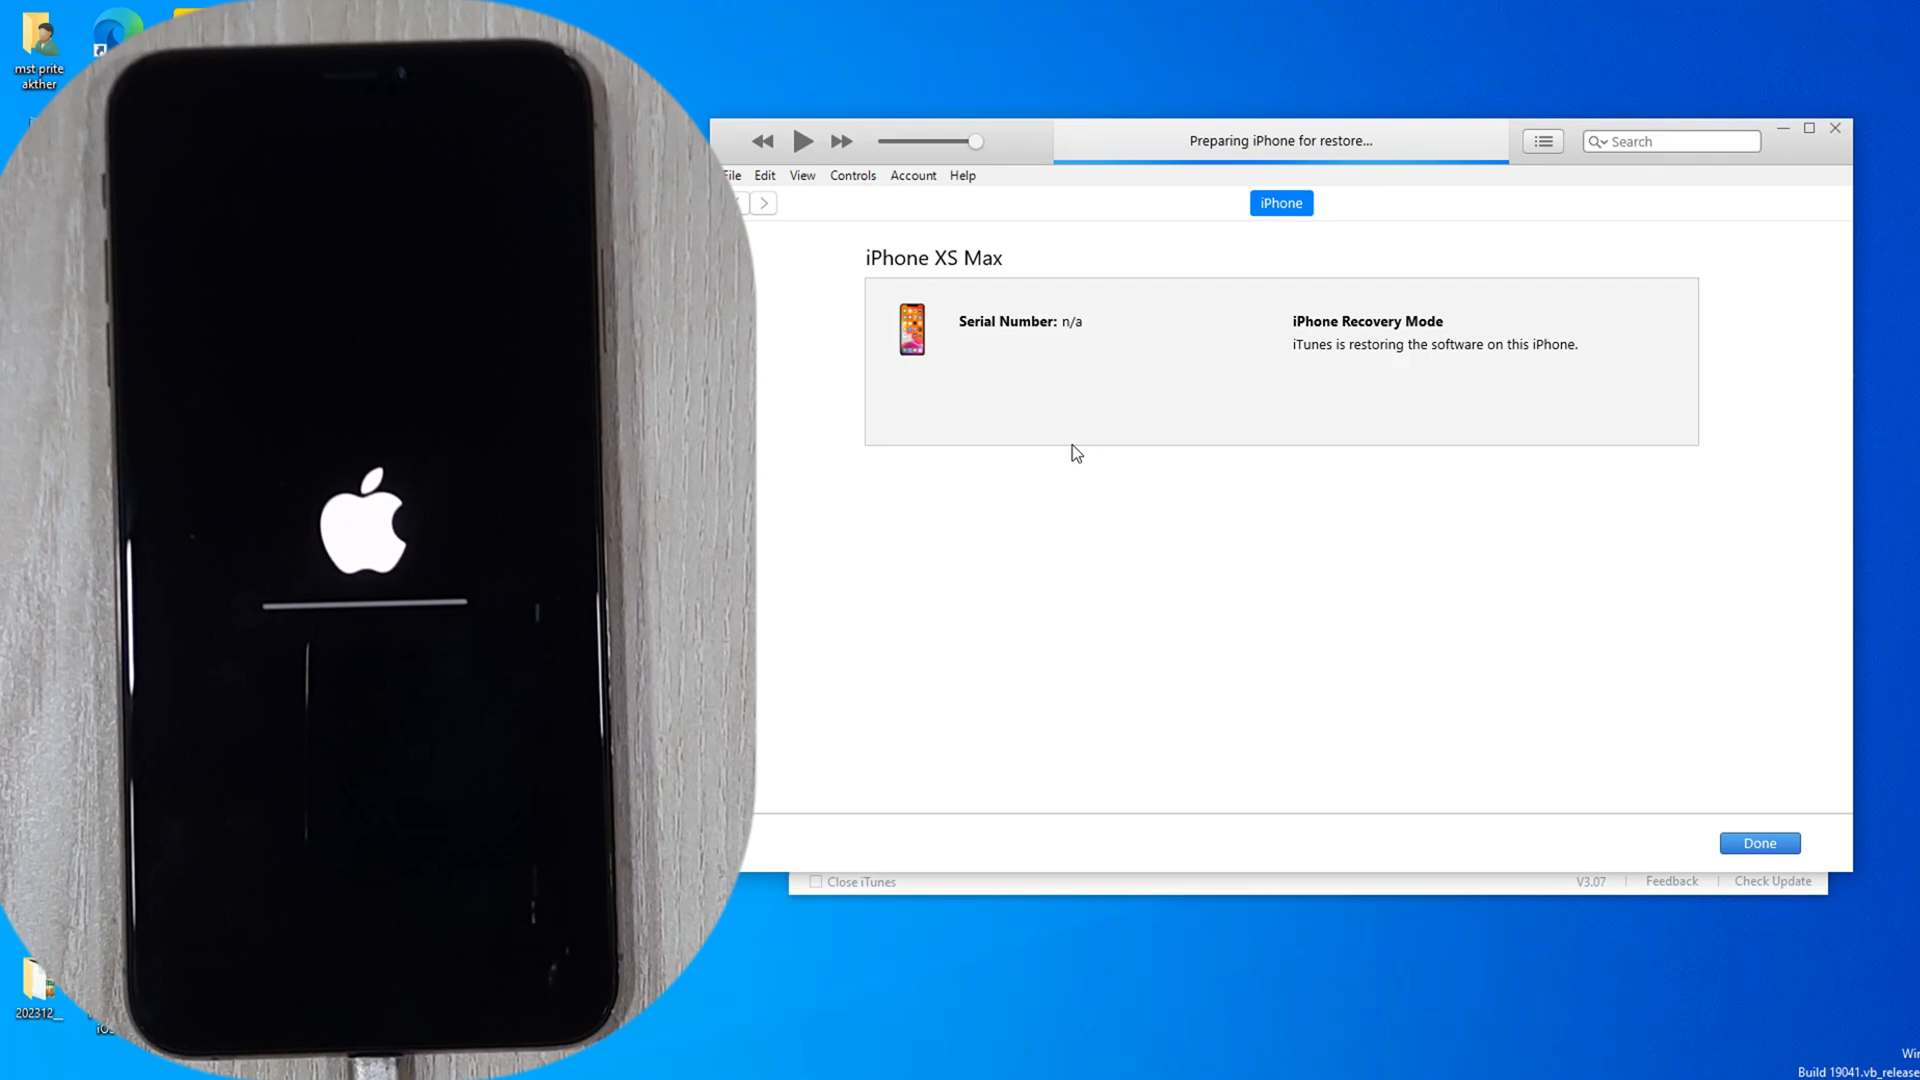 mst prite
akther
Preparing iPhone for restore...
Search
File Edit View Controls Account Help
iPhone
iPhone XS Max
Serial Number: n/a
iPhone Recovery Mode
iTunes is restoring the software on this iPhone.
Done
Close iTunes
V3.07 | Feedback | Check Update
202312__
Build 19041.vb_release